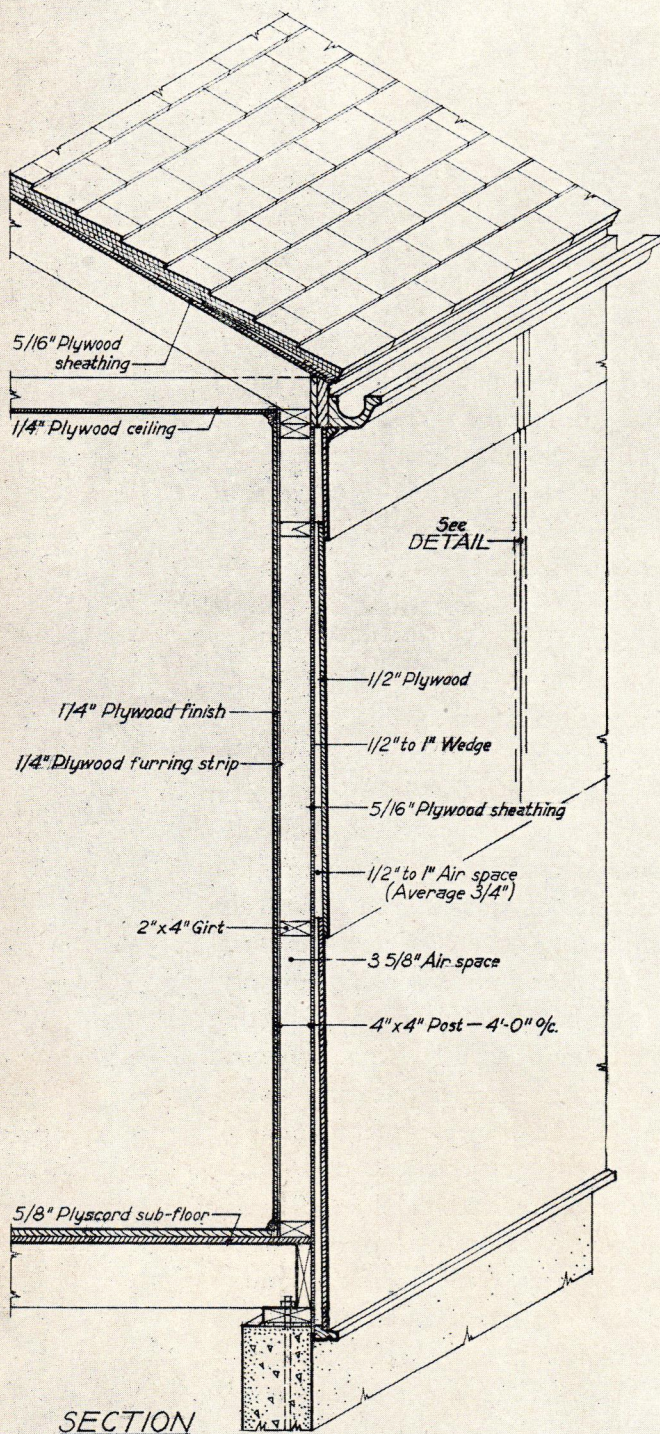 5/16" Plywood
sheathing
1/4" Plywood ceiling
See
DETAIL
1/2" Plywood
1/4" Plywood finish
1/2" to 1" Wedge
1/4" Plywood furring strip
5/16" Plywood sheathing
1/2" to 1" Air space
(Average 3/4")
2" x 4" Girt
3 5/8" Air space
4" x 4" Post — 4'-0" o/c.
5/8" Plyscord sub-floor
SECTION